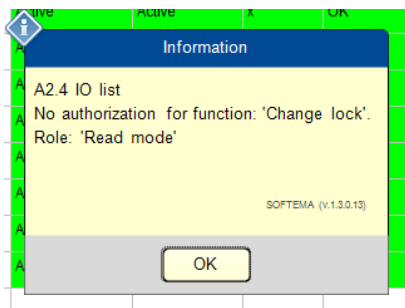 Active Active x OK
Information
A2.4 IO list
No authorization for function: 'Change lock'.
Role: 'Read mode'
SOFTEMA (v.1.3.0.13)
OK